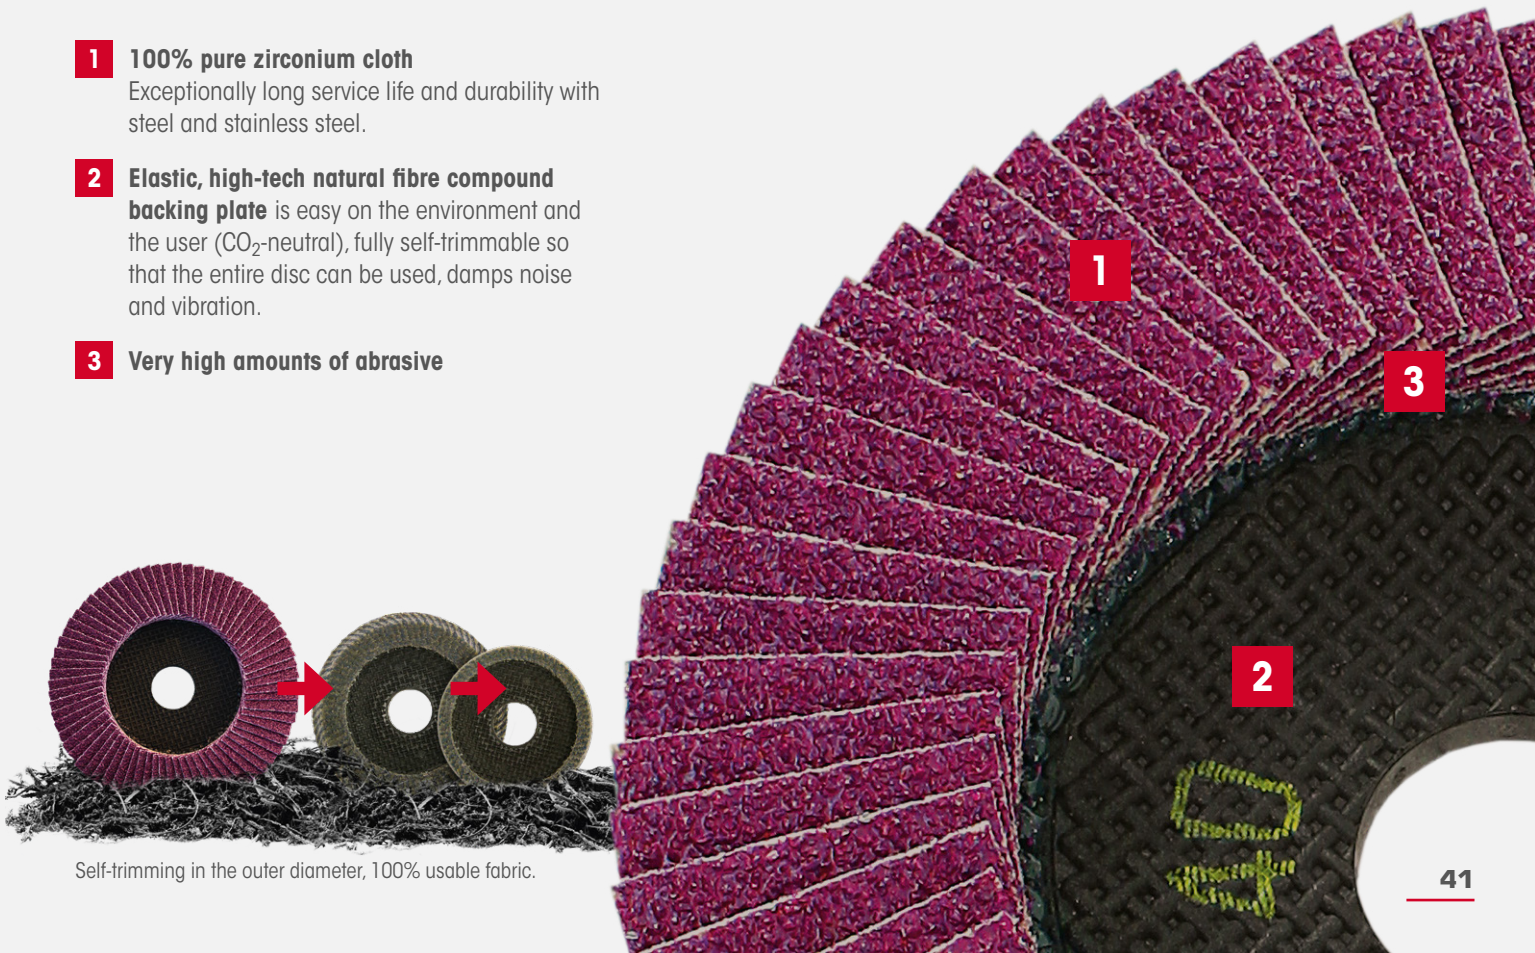 1 100% pure zirconium cloth
Exceptionally long service life and durability with
steel and stainless steel.
2 Elastic, high-tech natural fibre compound
backing plate is easy on the environment and
the user (CO₂-neutral), fully self-trimmable so
that the entire disc can be used, damps noise
and vibration.
3 Very high amounts of abrasive
1
3
2
40
Self-trimming in the outer diameter, 100% usable fabric.
41